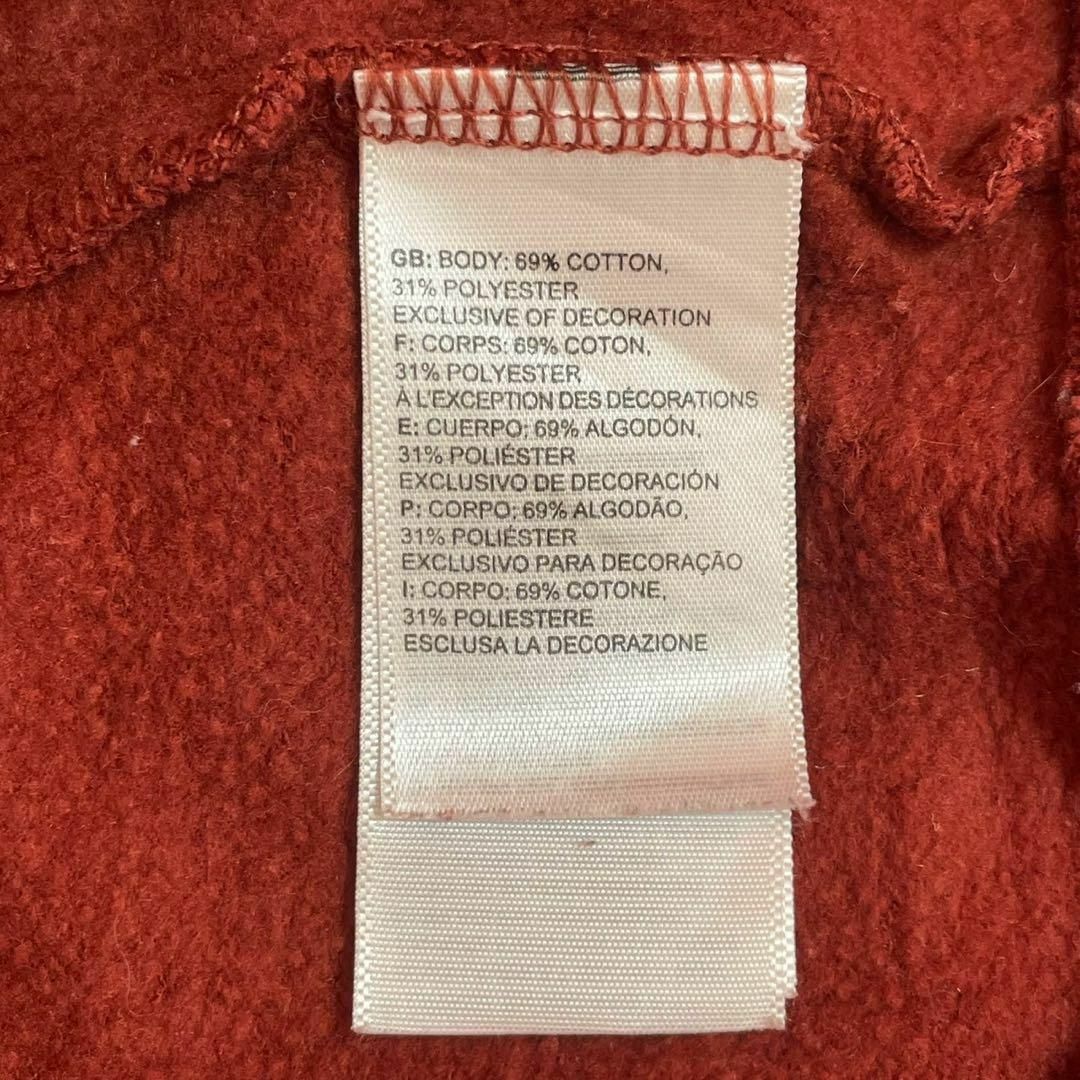 GB: BODY: 69% COTTON,
31% POLYESTER
EXCLUSIVE OF DECORATION
F: CORPS: 69% COTON,
31% POLYESTER
À L'EXCEPTION DES DÉCORATIONS
E: CUERPO: 69% ALGODÓN,
31% POLIÉSTER
EXCLUSIVO DE DECORACIÓN
P: CORPO: 69% ALGODÃO,
31% POLIÉSTER
EXCLUSIVO PARA DECORAÇÃO
I: CORPO: 69% COTONE,
31% POLIESTERE
ESCLUSA LA DECORAZIONE